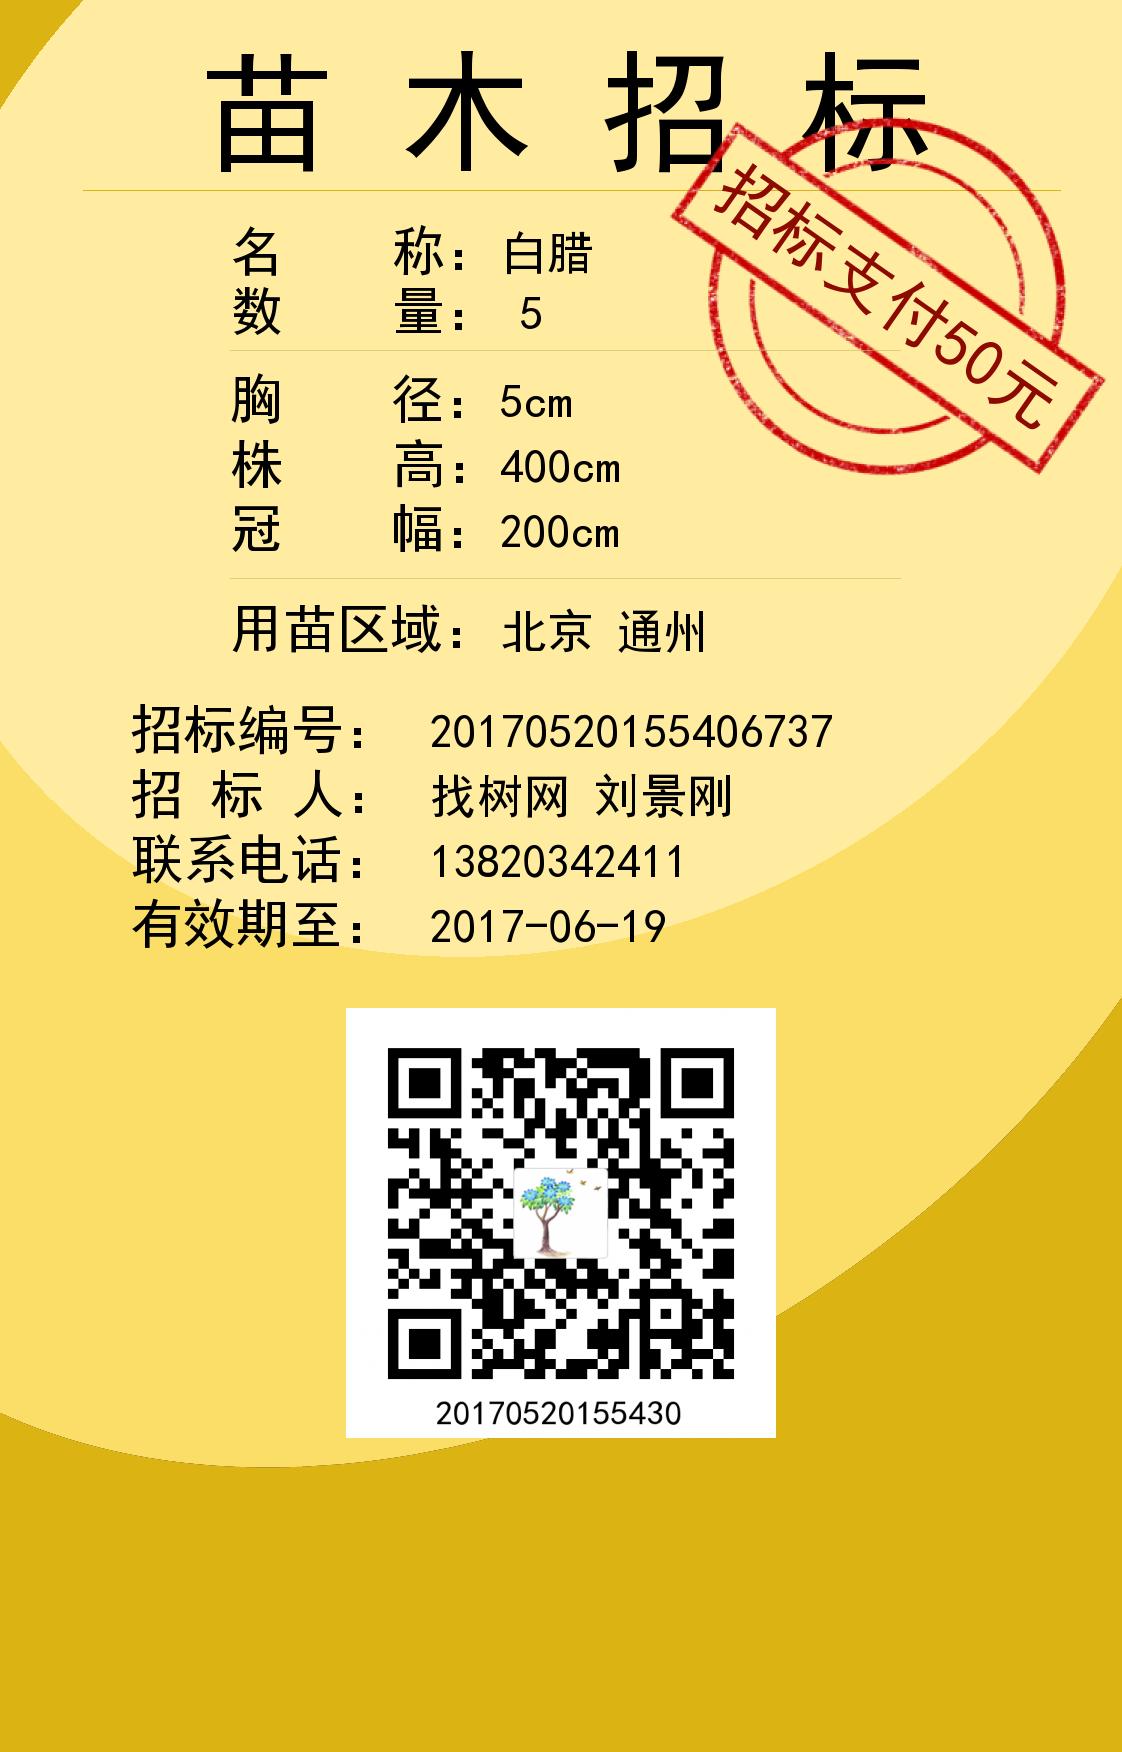 苗木招标
招标支付50元
名 称：白腊
数 量： 5
胸 径：5cm
株 高：400cm
冠 幅：200cm
用苗区域：北京 通州
招标编号： 20170520155406737
招 标 人： 找树网 刘景刚
联系电话： 13820342411
有效期至： 2017-06-19
20170520155430